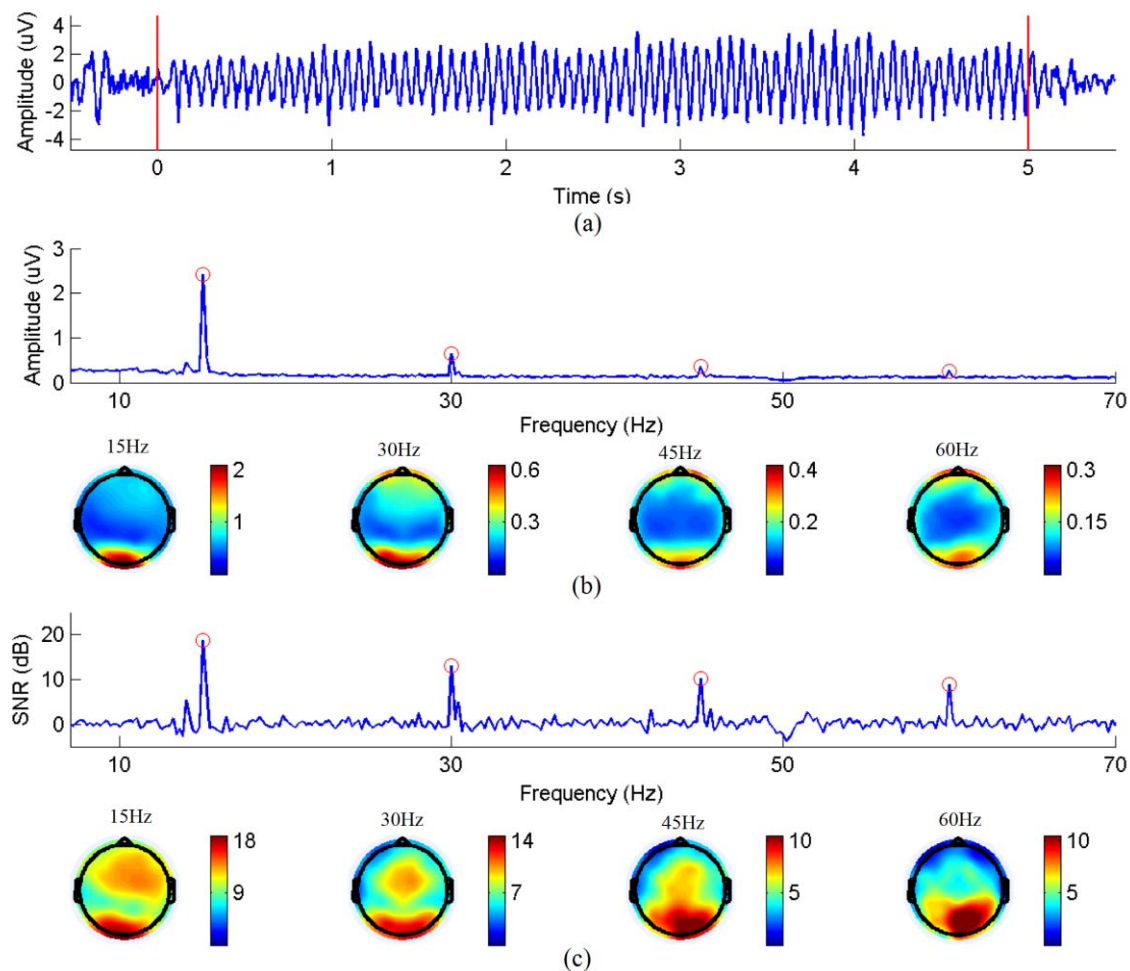 Amplitude (uV)
4
2
0
-2
-4
0 1 2 3 4 5
Time (s)
(a)
Amplitude (uV)
3
2
1
0
10 30 50 70
Frequency (Hz)
15Hz 30Hz 45Hz 60Hz
2 0.6 0.4 0.3
1 0.3 0.2 0.15
(b)
SNR (dB)
20
10
0
10 30 50 70
Frequency (Hz)
15Hz 30Hz 45Hz 60Hz
18 14 10 10
9 7 5 5
(c)